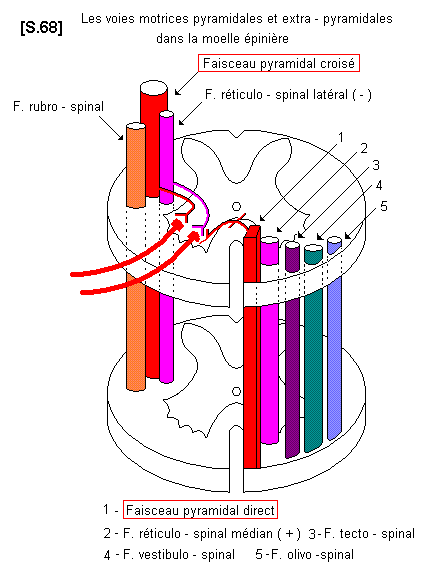 [S.68]
Les voies motrices pyramidales et extra - pyramidales
dans la moelle épinière
Faisceau pyramidal croisé
F. réticulo - spinal latéral ( - )
F. rubro - spinal
1
2
3
4
5
1 - Faisceau pyramidal direct
2 - F. réticulo - spinal médian ( + ) 3-F. tecto - spinal
4 - F. vestibulo - spinal 5-F. olivo -spinal